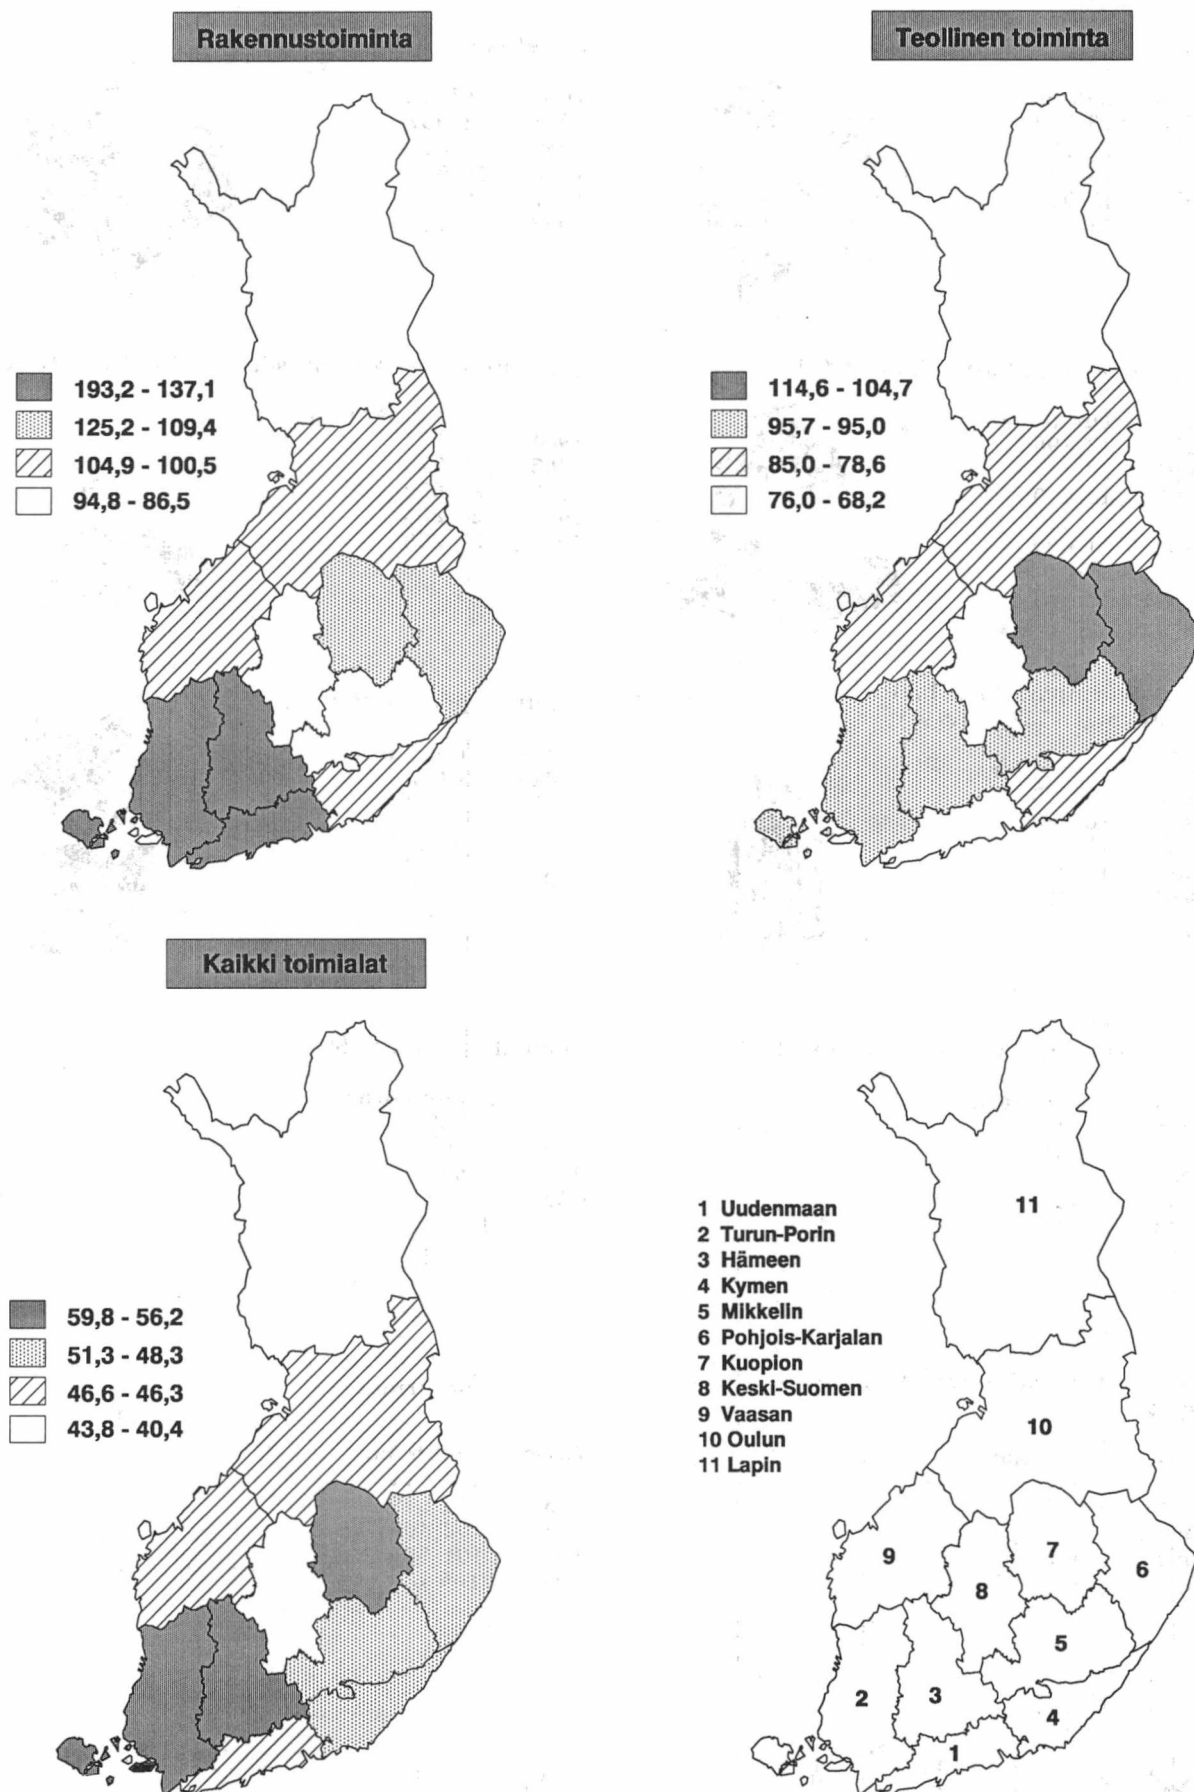 Rakennustoiminta
193,2 - 137,1
125,2 - 109,4
104,9 - 100,5
94,8 - 86,5
Teollinen toiminta
114,6 - 104,7
95,7 - 95,0
85,0 - 78,6
76,0 - 68,2
Kaikki toimialat
59,8 - 56,2
51,3 - 48,3
46,6 - 46,3
43,8 - 40,4
1 Uudenmaan
2 Turun-Porin
3 Hämeen
4 Kymen
5 Mikkelin
6 Pohjois-Karjalan
7 Kuopion
8 Keski-Suomen
9 Vaasan
10 Oulun
11 Lapin
11
10
9
7
6
8
5
2
3
4
1